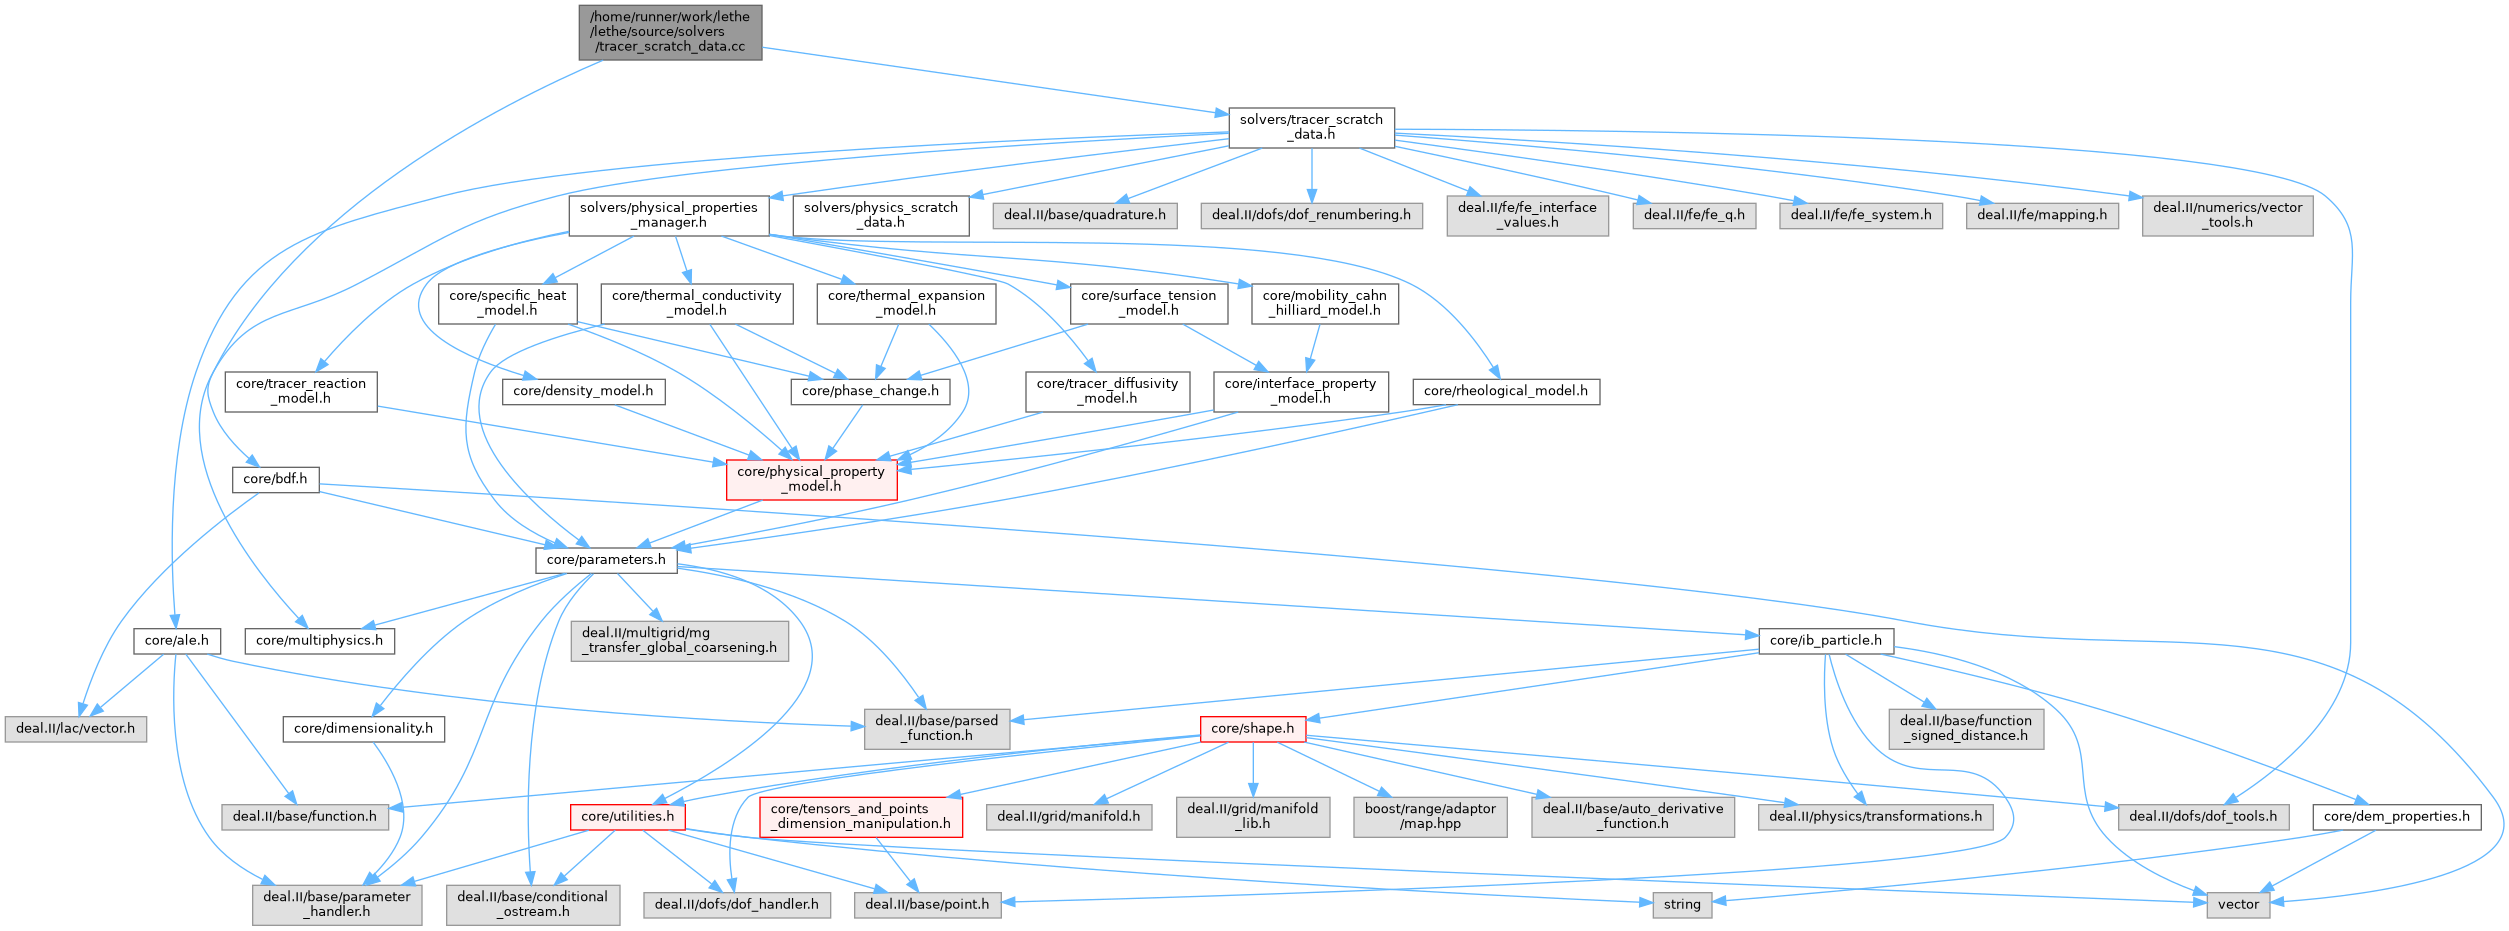 /home/runner/work/lethe
/lethe/source/solvers
/tracer_scratch_data.cc
solvers/tracer_scratch
_data.h
solvers/physical_properties
_manager.h
solvers/physics_scratch
_data.h
deal.II/base/quadrature.h
deal.II/dofs/dof_renumbering.h
deal.II/fe/fe_interface
_values.h
deal.II/fe/fe_q.h
deal.II/fe/fe_system.h
deal.II/fe/mapping.h
deal.II/numerics/vector
_tools.h
core/specific_heat
_model.h
core/thermal_conductivity
_model.h
core/thermal_expansion
_model.h
core/surface_tension
_model.h
core/mobility_cahn
_hilliard_model.h
core/tracer_reaction
_model.h
core/density_model.h
core/phase_change.h
core/tracer_diffusivity
_model.h
core/interface_property
_model.h
core/rheological_model.h
core/bdf.h
core/physical_property
_model.h
core/parameters.h
core/ale.h
core/multiphysics.h
deal.II/multigrid/mg
_transfer_global_coarsening.h
core/ib_particle.h
deal.II/lac/vector.h
core/dimensionality.h
deal.II/base/parsed
_function.h
core/shape.h
deal.II/base/function
_signed_distance.h
deal.II/base/function.h
core/utilities.h
core/tensors_and_points
_dimension_manipulation.h
deal.II/grid/manifold.h
deal.II/grid/manifold
_lib.h
boost/range/adaptor
/map.hpp
deal.II/base/auto_derivative
_function.h
deal.II/physics/transformations.h
deal.II/dofs/dof_tools.h
core/dem_properties.h
deal.II/base/parameter
_handler.h
deal.II/base/conditional
_ostream.h
deal.II/dofs/dof_handler.h
deal.II/base/point.h
string
vector